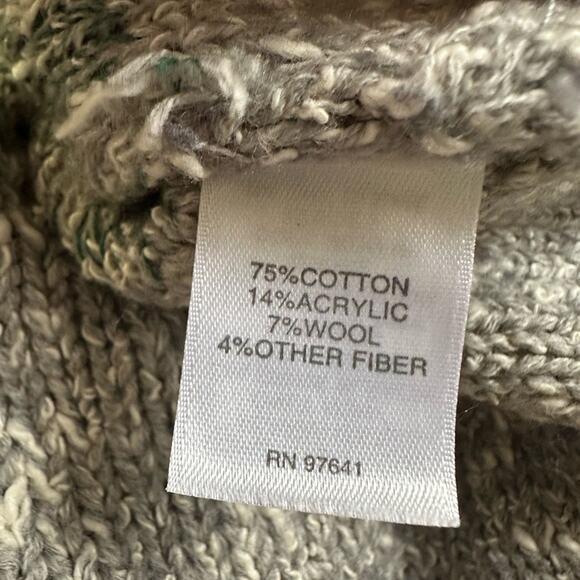 75%COTTON
14%ACRYLIC
7%WOOL
4%OTHER FIBER
RN 97641